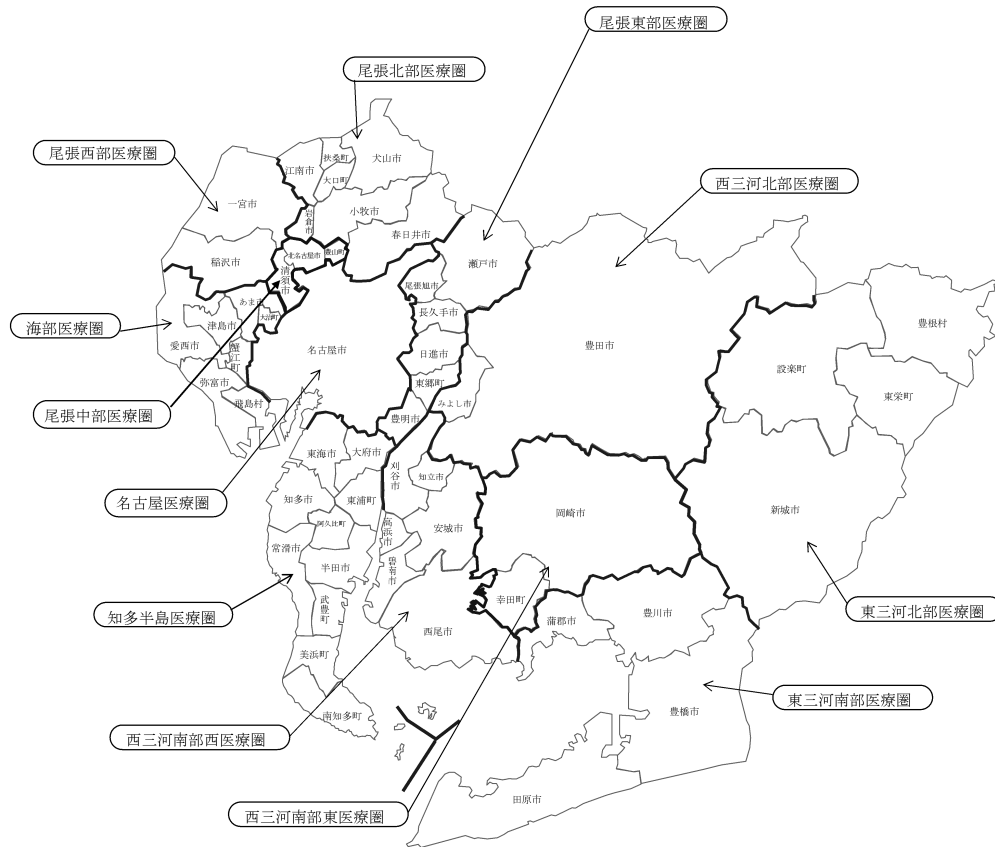 尾張東部医療圏
尾張北部医療圏
尾張西部医療圏
西三河北部医療圏
海部医療圏
尾張中部医療圏
名古屋医療圏
知多半島医療圏
西三河南部西医療圏
西三河南部東医療圏
東三河北部医療圏
東三河南部医療圏
犬山市
扶桑町
江南市
大口町
一宮市
岩倉市
小牧市
春日井市
稲沢市
北名古屋市
豊山町
清須市
瀬戸市
尾張旭市
長久手市
あま市
大治町
津島市
愛西市
蟹江町
弥富市
飛島村
名古屋市
日進市
東郷町
みよし市
豊明市
豊田市
設楽町
豊根村
東栄町
新城市
東海市
大府市
刈谷市
知立市
知多市
東浦町
阿久比町
高浜市
安城市
常滑市
半田市
碧南市
武豊町
美浜町
南知多町
西尾市
岡崎市
幸田町
蒲郡市
豊川市
豊橋市
田原市